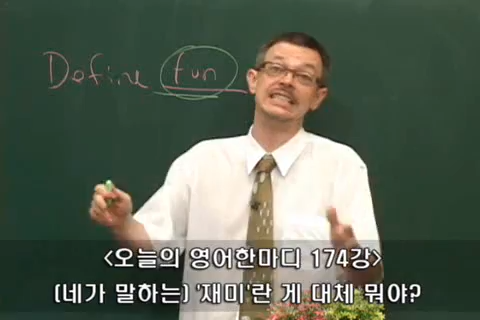 Define fun
<오늘의 영어한마디 174강>
(네가 말하는) '재미'란 게 대체 뭐야?